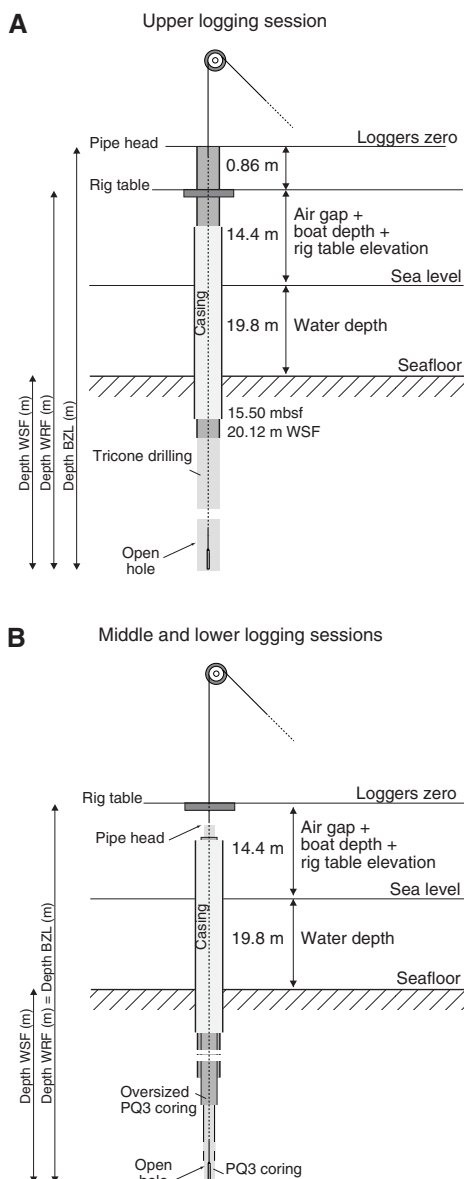 A
Upper logging session
Pipe head
Loggers zero
0.86 m
Rig table
14.4 m
Air gap +
boat depth +
rig table elevation
Sea level
Casing
19.8 m
Water depth
Seafloor
Depth WSF (m)
Depth WRF (m)
Depth BZL (m)
15.50 mbsf
20.12 m WSF
Tricone drilling
Open
hole
B
Middle and lower logging sessions
Rig table
Loggers zero
Pipe head
14.4 m
Air gap +
boat depth +
rig table elevation
Sea level
Casing
19.8 m
Water depth
Seafloor
Depth WSF (m)
Depth WRF (m) = Depth BZL (m)
Oversized
PQ3 coring
Open
hole
PQ3 coring